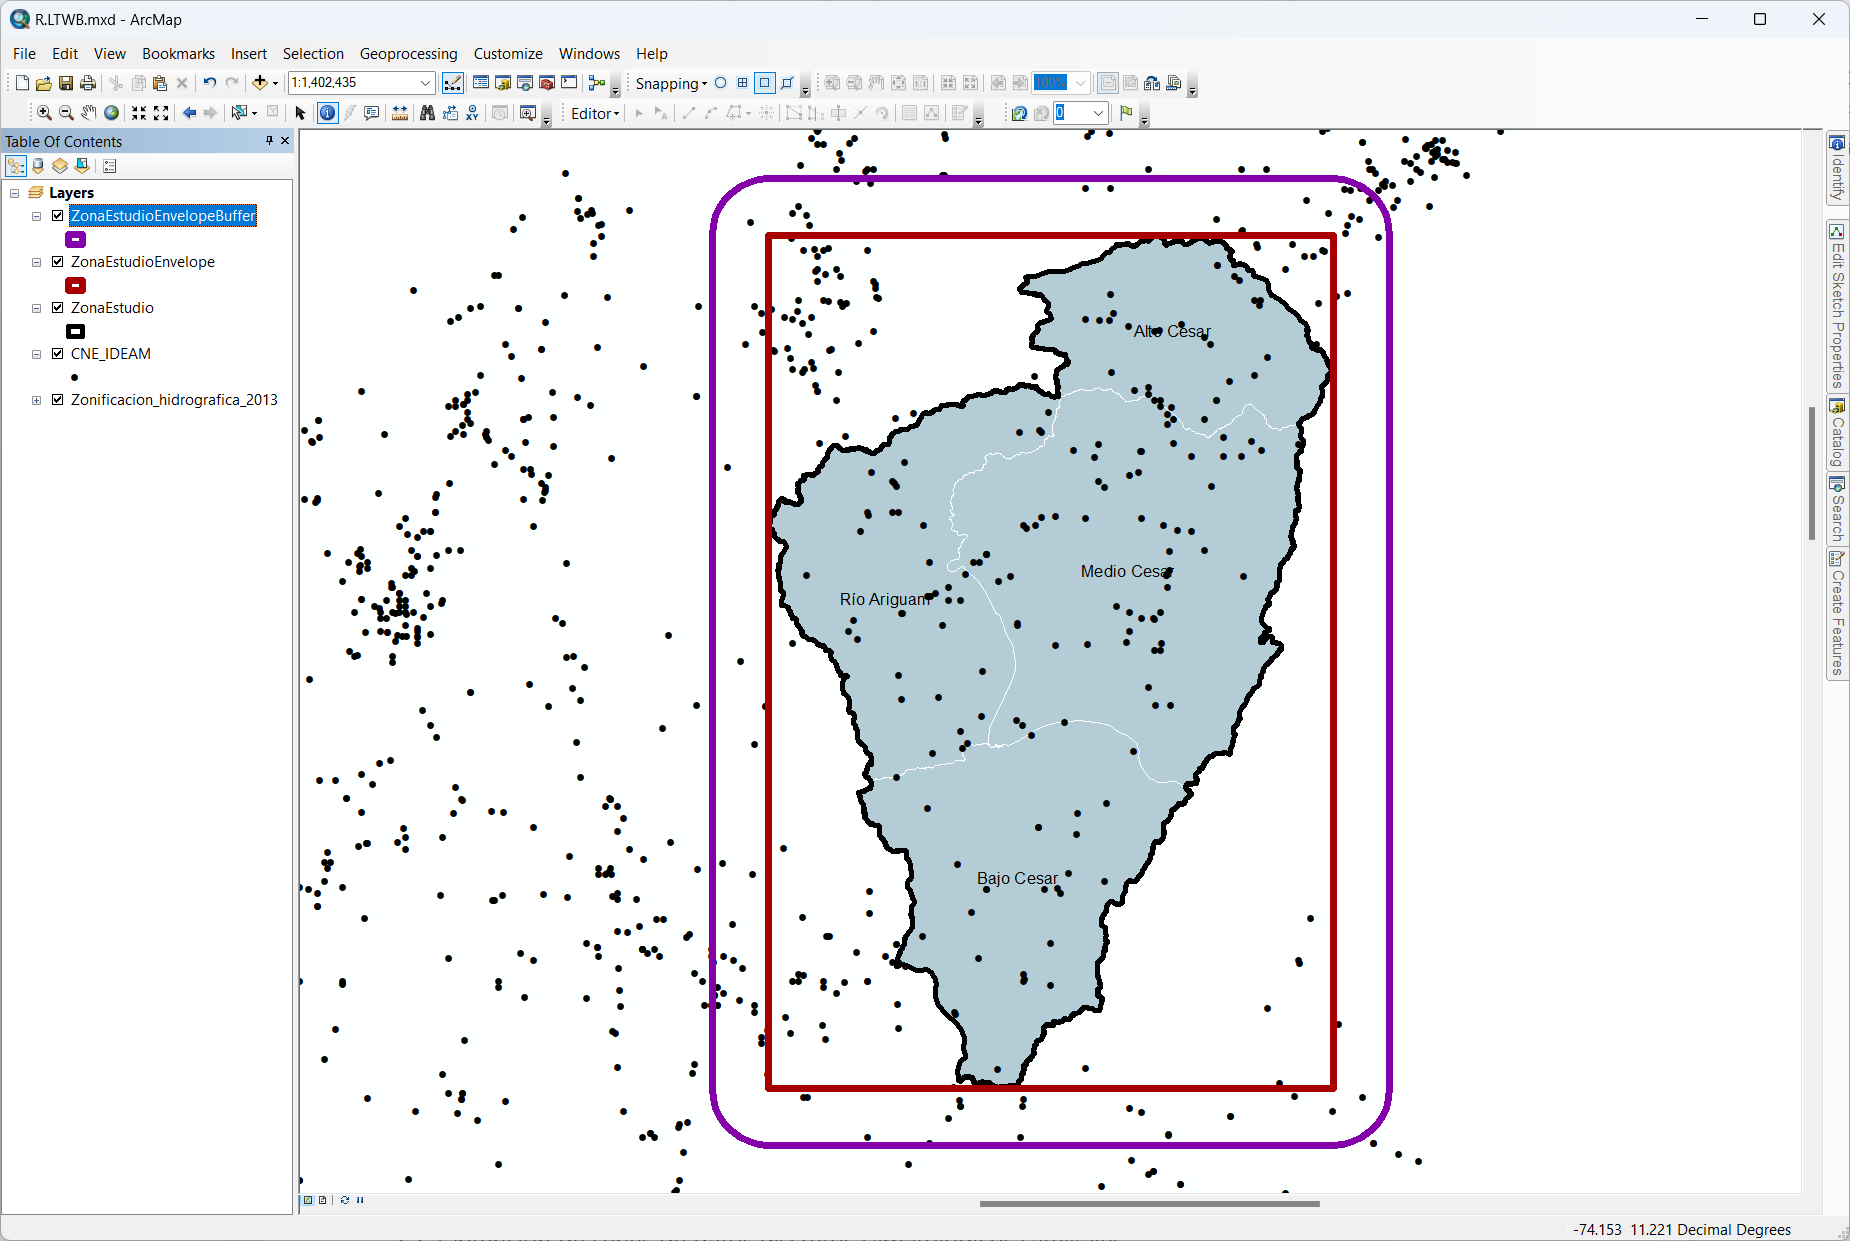 R.LTWB.mxd - ArcMap
File Edit View Bookmarks Insert Selection Geoprocessing Customize Windows Help
1:1,402,435 Snapping 100%
Editor 0
Table Of Contents
Layers
ZonaEstudioEnvelopeBuffer
ZonaEstudioEnvelope
ZonaEstudio
CNE_IDEAM
Zonificacion_hidrografica_2013
Alto Cesar
Medio Cesar
Río Ariguaní
Bajo Cesar
Identify
Edit Sketch Properties
Catalog
Search
Create Features
-74.153 11.221 Decimal Degrees